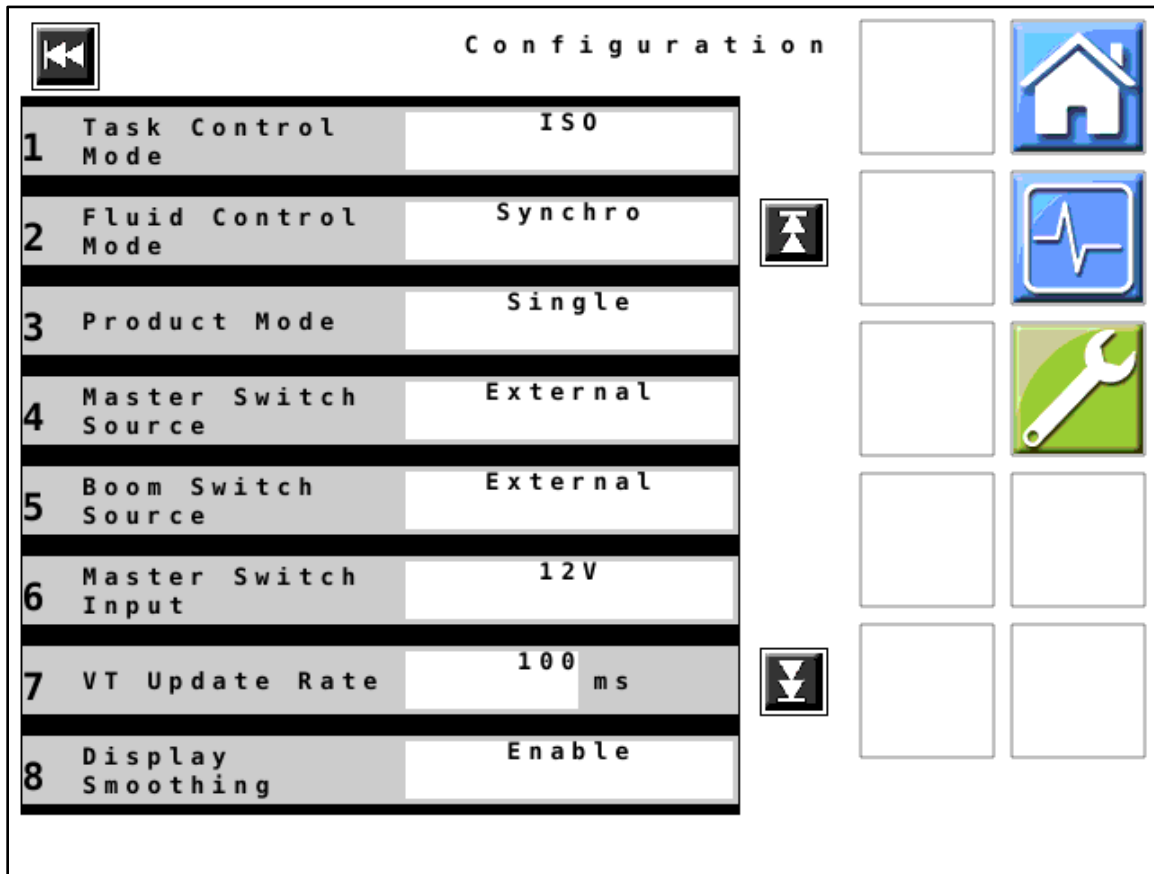 Configuration
1 Task Control Mode ISO
2 Fluid Control Mode Synchro
3 Product Mode Single
4 Master Switch Source External
5 Boom Switch Source External
6 Master Switch Input 12V
7 VT Update Rate 100 ms
8 Display Smoothing Enable